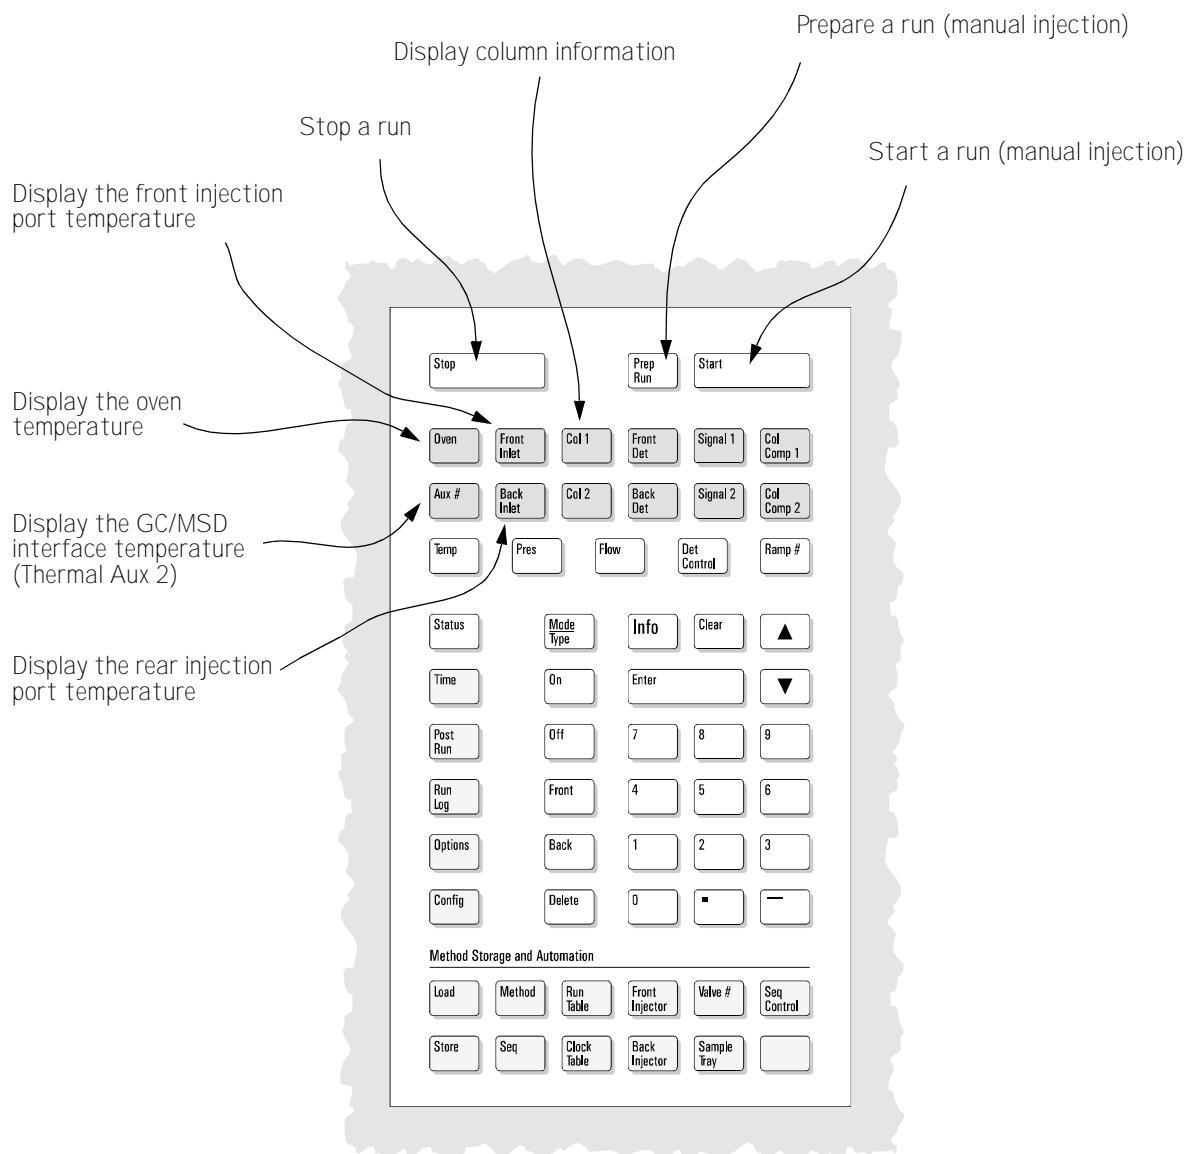 Prepare a run (manual injection)
Display column information
Stop a run
Start a run (manual injection)
Display the front injection
port temperature
Display the oven
temperature
Display the GC/MSD
interface temperature
(Thermal Aux 2)
Display the rear injection
port temperature
Stop
Prep
Run
Start
Oven
Front
Inlet
Col 1
Front
Det
Signal 1
Col
Comp 1
Aux #
Back
Inlet
Col 2
Back
Det
Signal 2
Col
Comp 2
Temp
Pres
Flow
Det
Control
Ramp #
Status
Mode
Type
Info
Clear
▲
Time
On
Enter
▼
Post
Run
Off
7
8
9
Run
Log
Front
4
5
6
Options
Back
1
2
3
Config
Delete
0
.
—
Method Storage and Automation
Load
Method
Run
Table
Front
Injector
Valve #
Seq
Control
Store
Seq
Clock
Table
Back
Injector
Sample
Tray